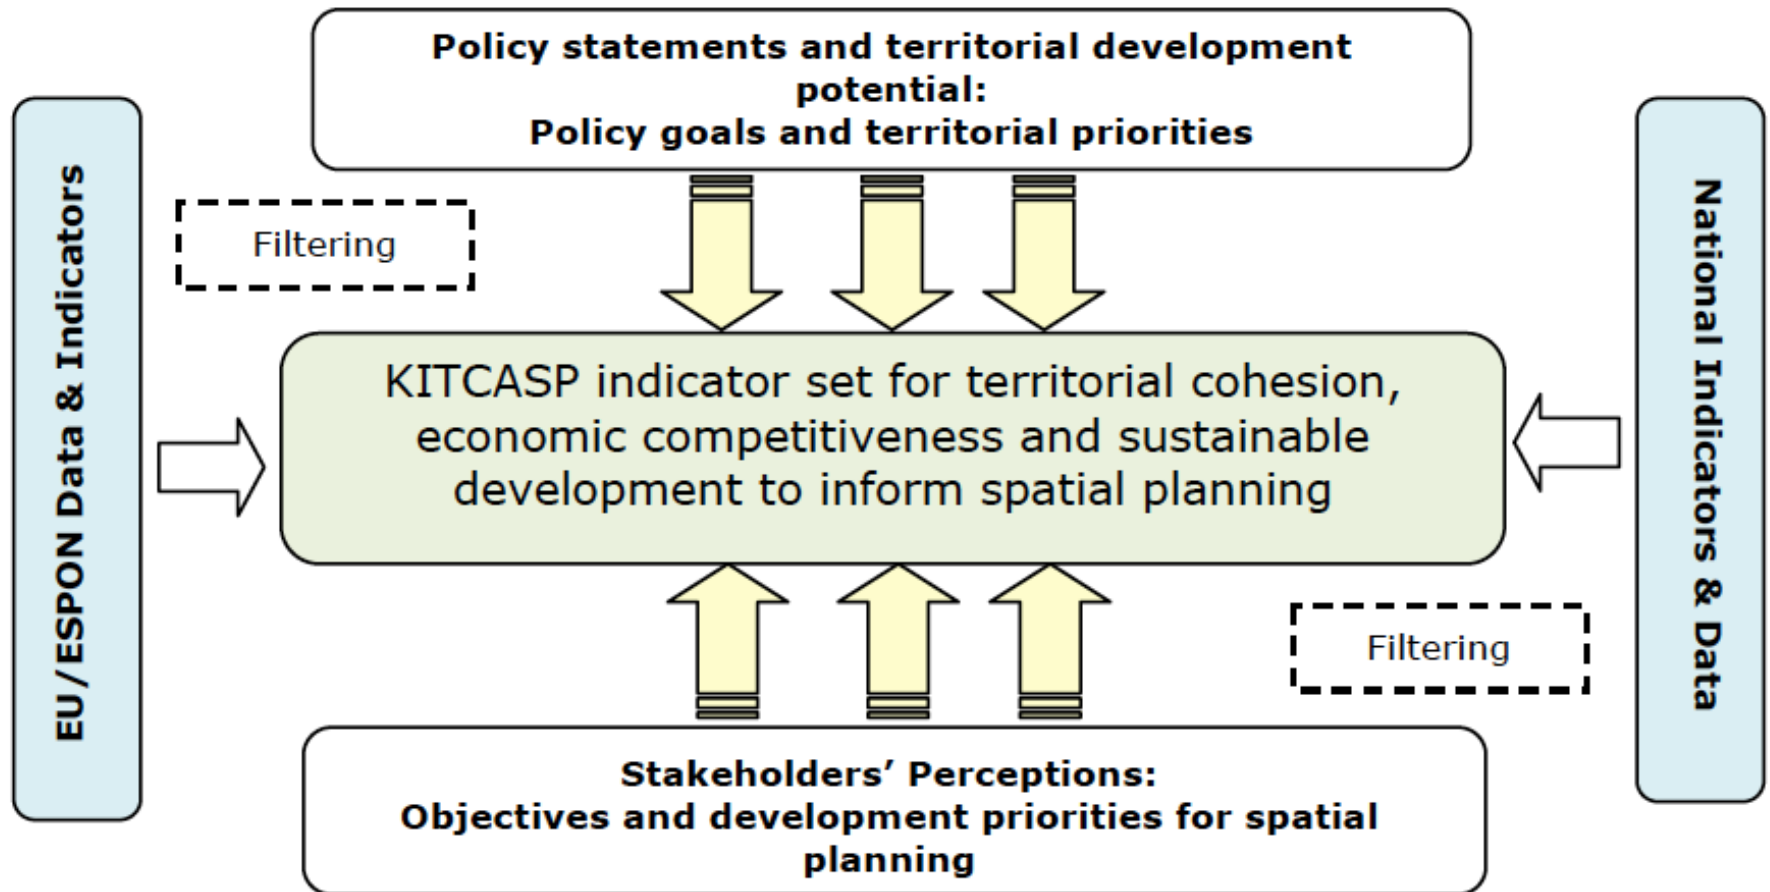 Policy statements and territorial development
potential:
Policy goals and territorial priorities
EU/ESPON Data & Indicators
Filtering
KITCASP indicator set for territorial cohesion,
economic competitiveness and sustainable
development to inform spatial planning
National Indicators & Data
Filtering
Stakeholders’ Perceptions:
Objectives and development priorities for spatial
planning